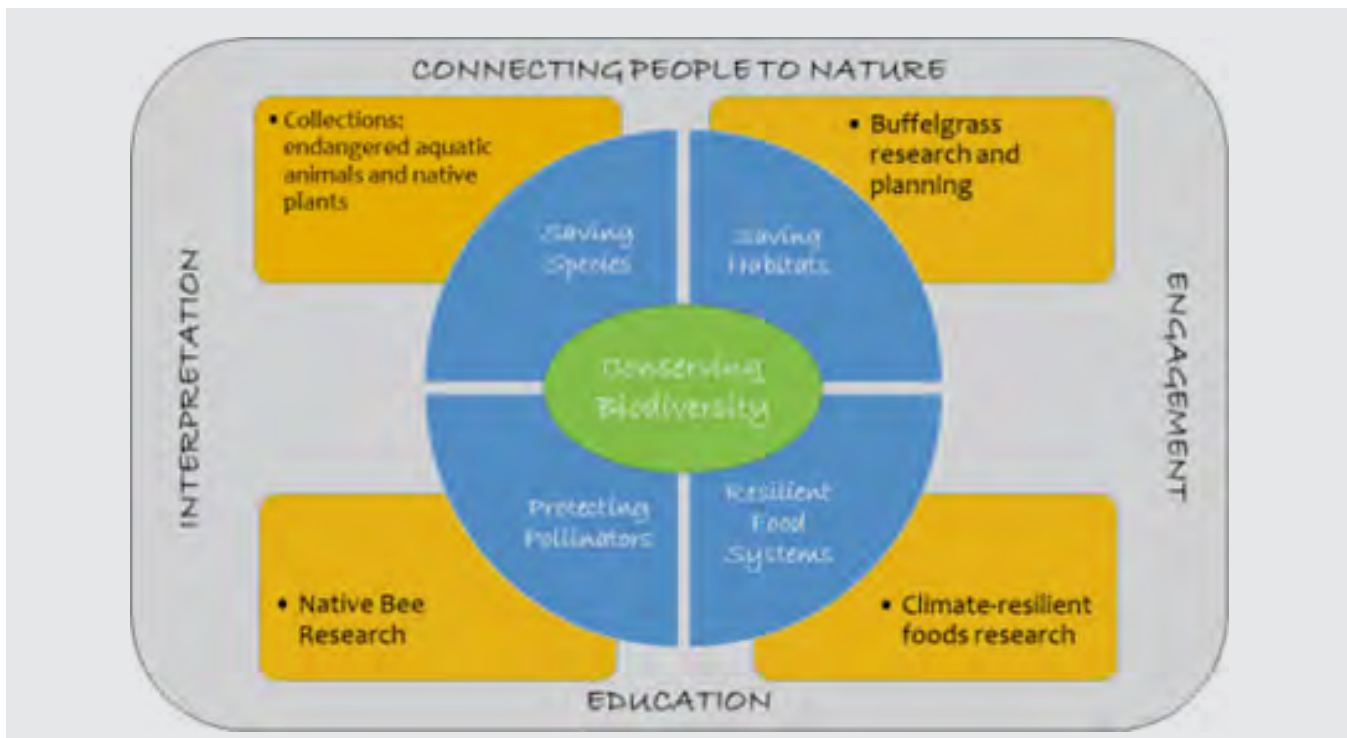 CONNECTING PEOPLE TO NATURE
• Collections:
endangered aquatic
animals and native
plants
• Buffelgrass
research and
planning
Saving
Species
Saving
Habitats
INTERPRETATION
ENGAGEMENT
Conserving
Biodiversity
Protecting
Pollinators
Resilient
Food
Systems
• Native Bee
Research
• Climate-resilient
foods research
EDUCATION